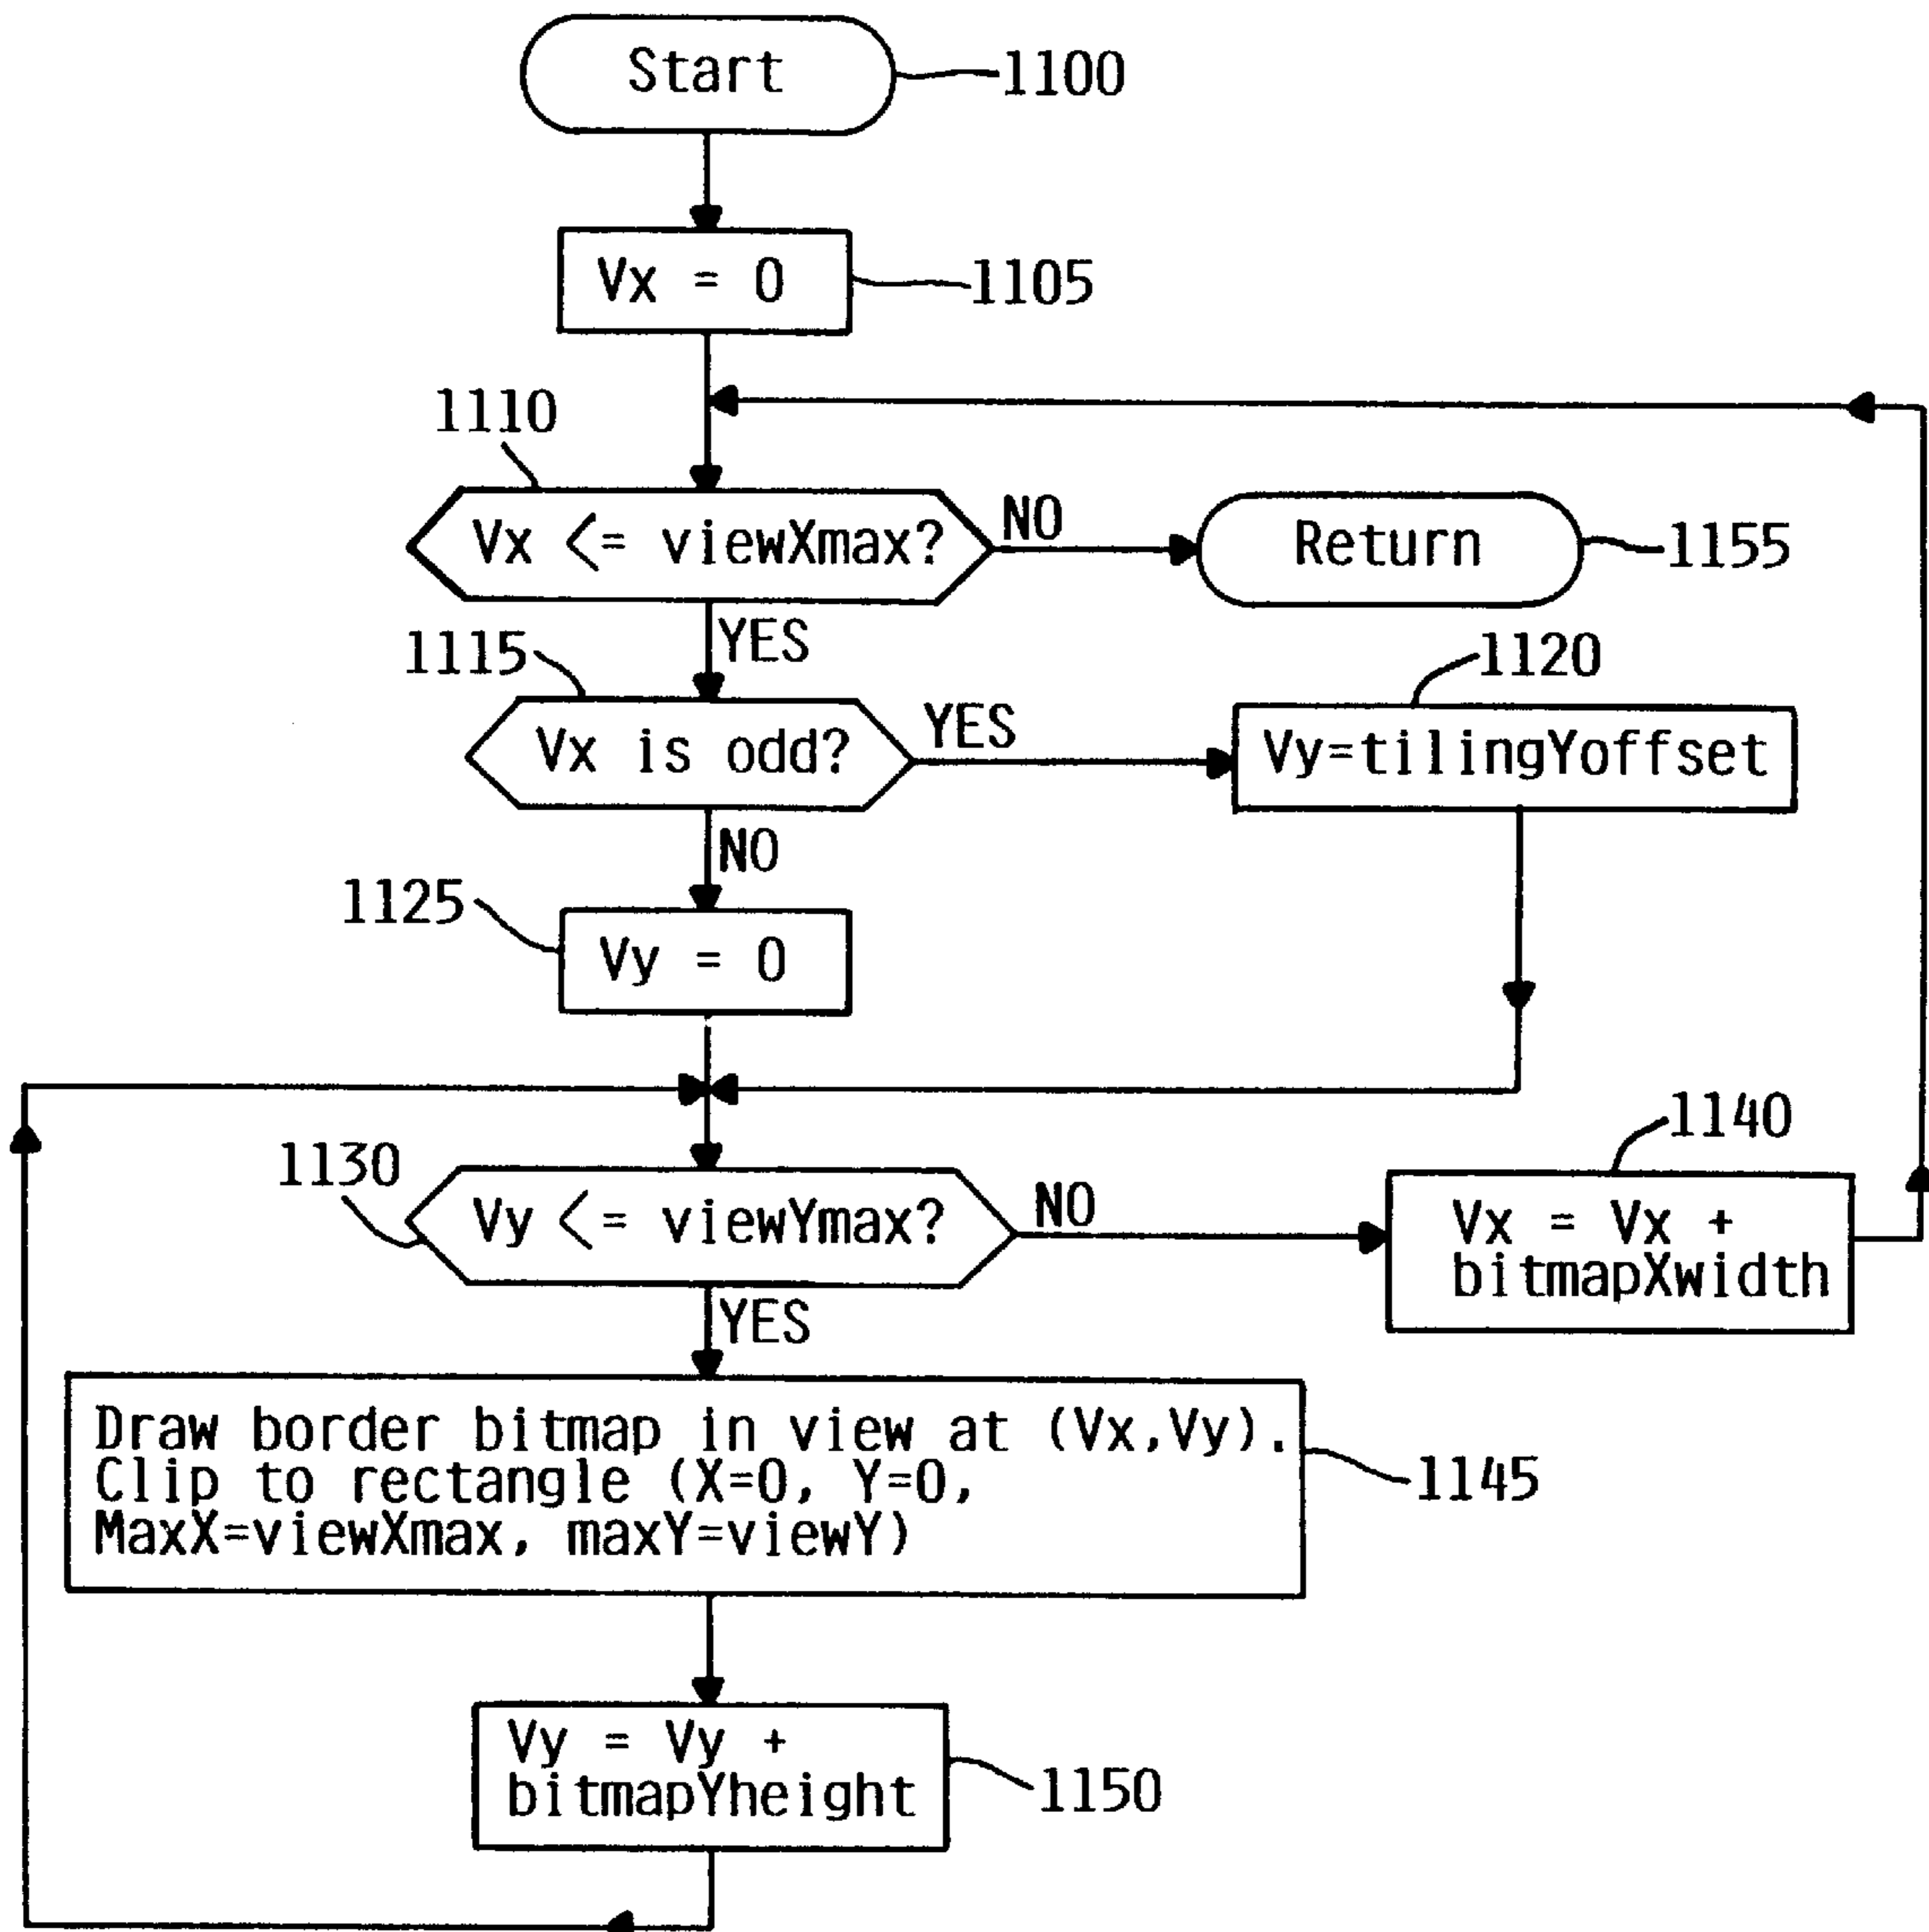 Start
1100
Vx = 0
1105
1110
Vx <= viewXmax?
NO
Return
1155
YES
1115
1120
Vx is odd?
YES
Vy=tilingYoffset
NO
1125
Vy = 0
1140
1130
Vy <= viewYmax?
NO
Vx = Vx +
bitmapXwidth
YES
Draw border bitmap in view at (Vx,Vy).
Clip to rectangle (X=0, Y=0,
MaxX=viewXmax, maxY=viewY)
1145
Vy = Vy +
bitmapYheight
1150